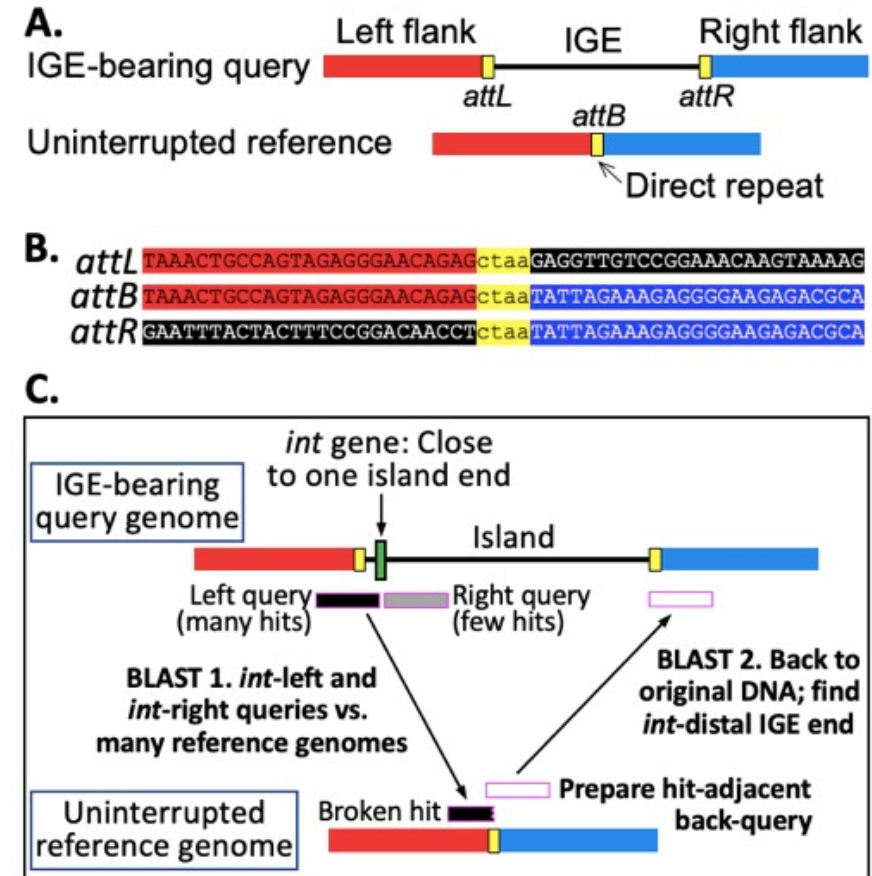 A.
Left flank IGE Right flank
IGE-bearing query
attL attR
attB
Uninterrupted reference
Direct repeat
B.
attL TAAACTGCCAGTAGAGGGAACAGAGctaaGAGGTTGTCCGGAAACAAGTAAAAG
attB TAAACTGCCAGTAGAGGGAACAGAGctaaTATTAGAAAGAGGGGAAGAGACGCA
attR GAATTTACTACTTTCCGGACAACCTctaaTATTAGAAAGAGGGGAAGAGACGCA
C.
int gene: Close
to one island end
IGE-bearing
query genome
Island
Left query
(many hits)
Right query
(few hits)
BLAST 1. int-left and
int-right queries vs.
many reference genomes
BLAST 2. Back to
original DNA; find
int-distal IGE end
Prepare hit-adjacent
back-query
Broken hit
Uninterrupted
reference genome